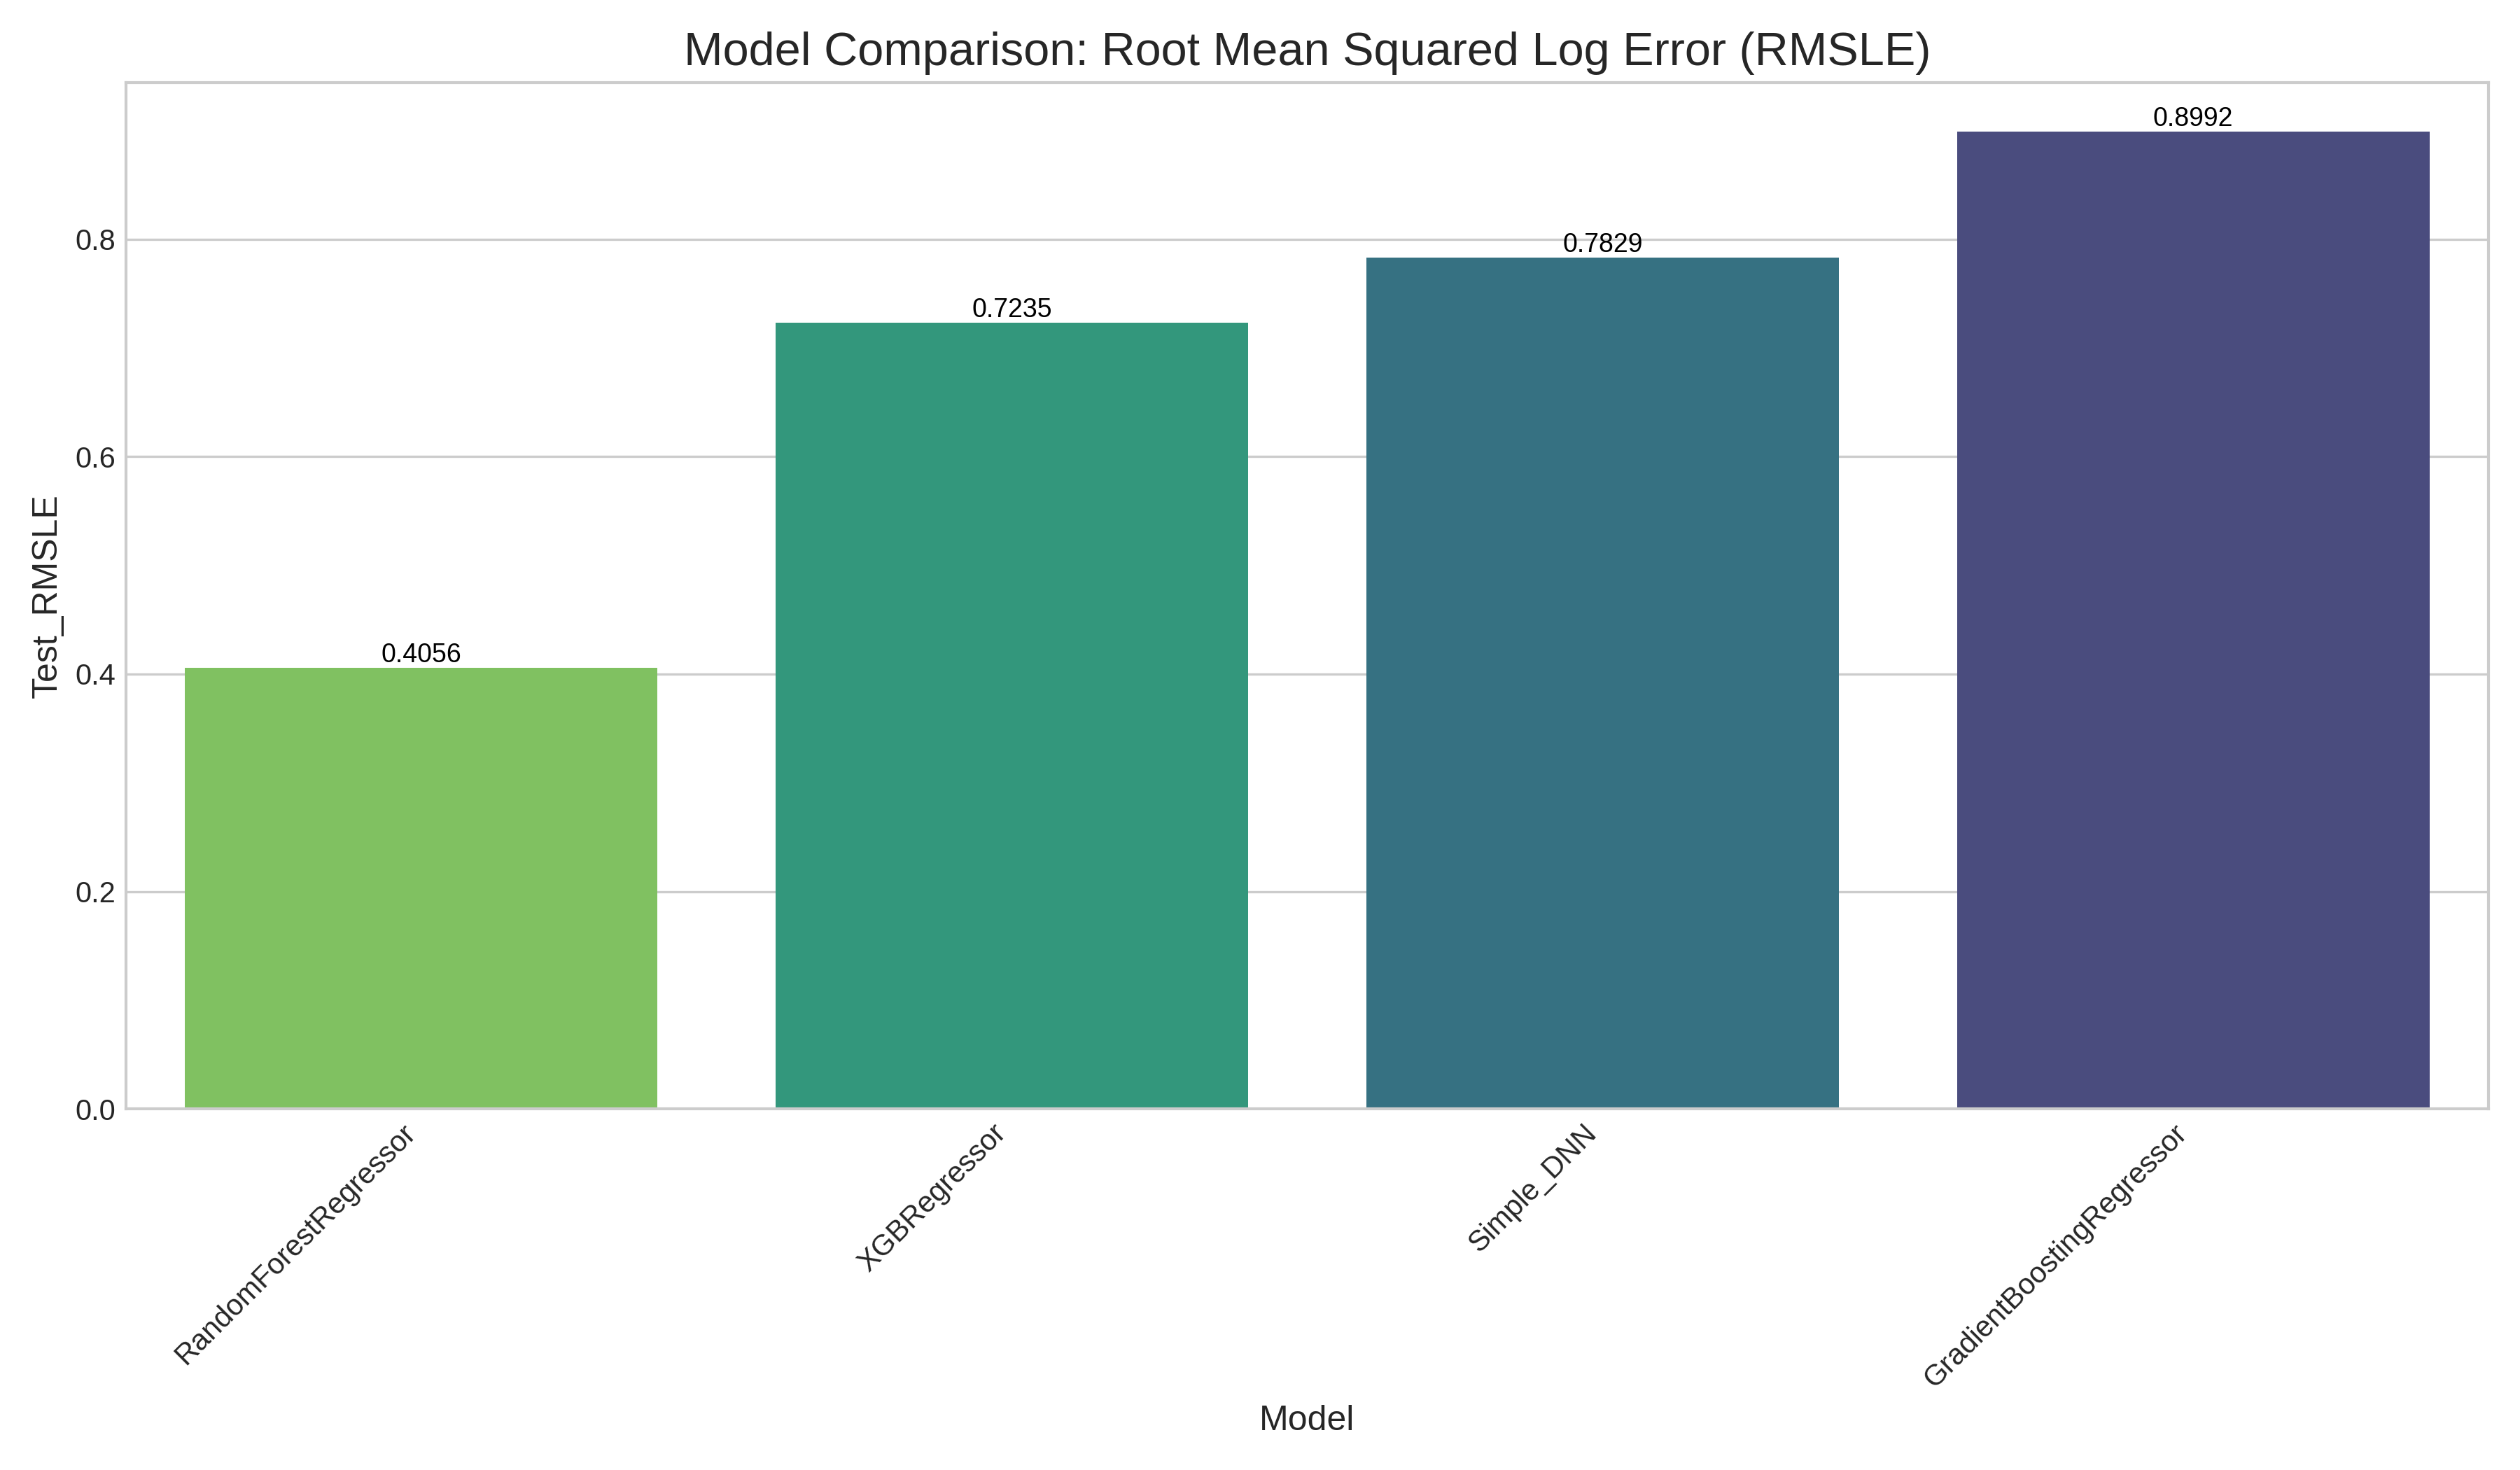 Model Comparison: Root Mean Squared Log Error (RMSLE)
Test_RMSLE
0.8
0.6
0.4
0.2
0.0
0.4056
0.7235
0.7829
0.8992
RandomForestRegressor
XGBRegressor
Simple_DNN
GradientBoostingRegressor
Model